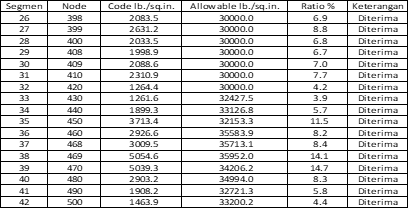 Segmen Node Code lb./sq.in. Allowable lb./sq.in. Ratio % Keterangan
26 398 2083.5 30000.0 6.9 Diterima
27 399 2631.2 30000.0 8.8 Diterima
28 400 2033.5 30000.0 6.8 Diterima
29 408 1998.9 30000.0 6.7 Diterima
30 409 2088.6 30000.0 7.0 Diterima
31 410 2310.9 30000.0 7.7 Diterima
32 420 1264.4 30000.0 4.2 Diterima
33 430 1261.6 32427.5 3.9 Diterima
34 440 1899.3 33126.8 5.7 Diterima
35 450 3713.4 32153.3 11.5 Diterima
36 460 2926.6 35583.9 8.2 Diterima
37 468 3009.5 35713.1 8.4 Diterima
38 469 5054.6 35952.0 14.1 Diterima
39 470 5039.3 34206.2 14.7 Diterima
40 480 2903.2 34994.0 8.3 Diterima
41 490 1908.2 32721.3 5.8 Diterima
42 500 1463.9 33200.2 4.4 Diterima